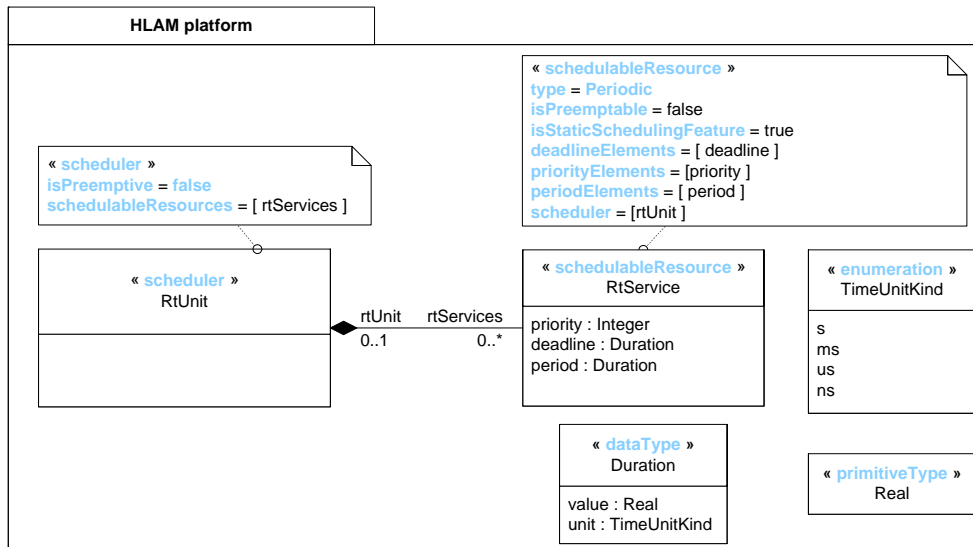 HLAM platform
« schedulableResource »
type = Periodic
isPreemptable = false
isStaticSchedulingFeature = true
deadlineElements = [ deadline ]
priorityElements = [priority ]
periodElements = [ period ]
scheduler = [rtUnit ]
« scheduler »
isPreemptive = false
schedulableResources = [ rtServices ]
« scheduler »
RtUnit
rtUnit
0..1
rtServices
0..*
« schedulableResource »
RtService
priority : Integer
deadline : Duration
period : Duration
« enumeration »
TimeUnitKind
s
ms
us
ns
« dataType »
Duration
value : Real
unit : TimeUnitKind
« primitiveType »
Real